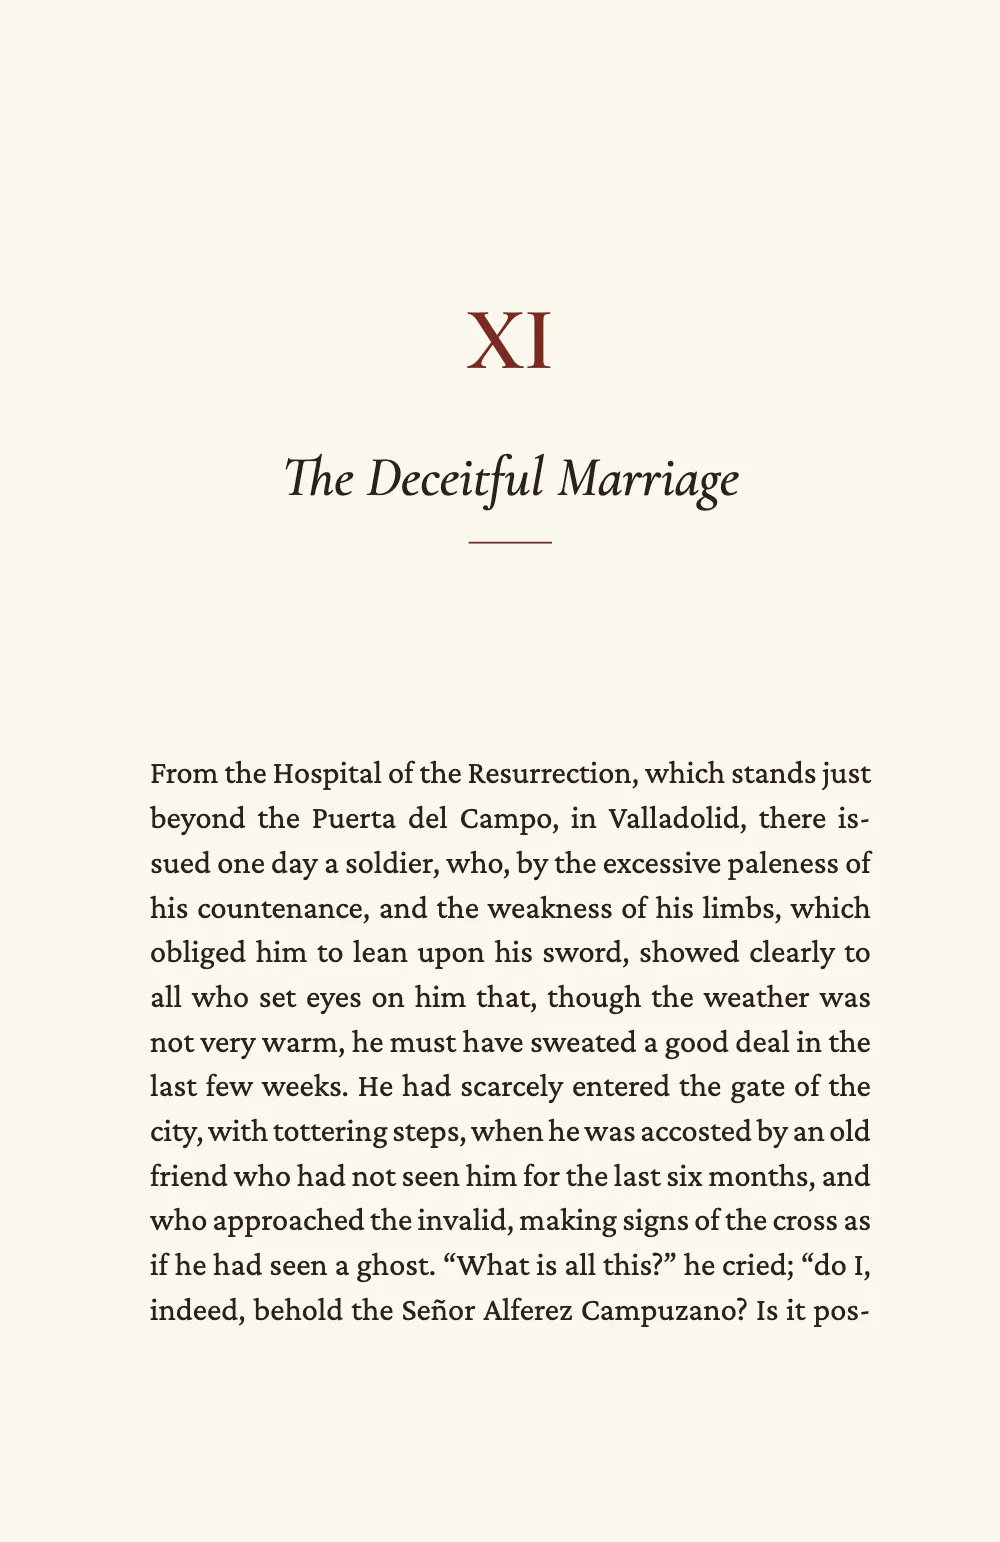 XI
The Deceitful Marriage
From the Hospital of the Resurrection, which stands just
beyond the Puerta del Campo, in Valladolid, there is-
sued one day a soldier, who, by the excessive paleness of
his countenance, and the weakness of his limbs, which
obliged him to lean upon his sword, showed clearly to
all who set eyes on him that, though the weather was
not very warm, he must have sweated a good deal in the
last few weeks. He had scarcely entered the gate of the
city, with tottering steps, when he was accosted by an old
friend who had not seen him for the last six months, and
who approached the invalid, making signs of the cross as
if he had seen a ghost. “What is all this?” he cried; “do I,
indeed, behold the Señor Alferez Campuzano? Is it pos-